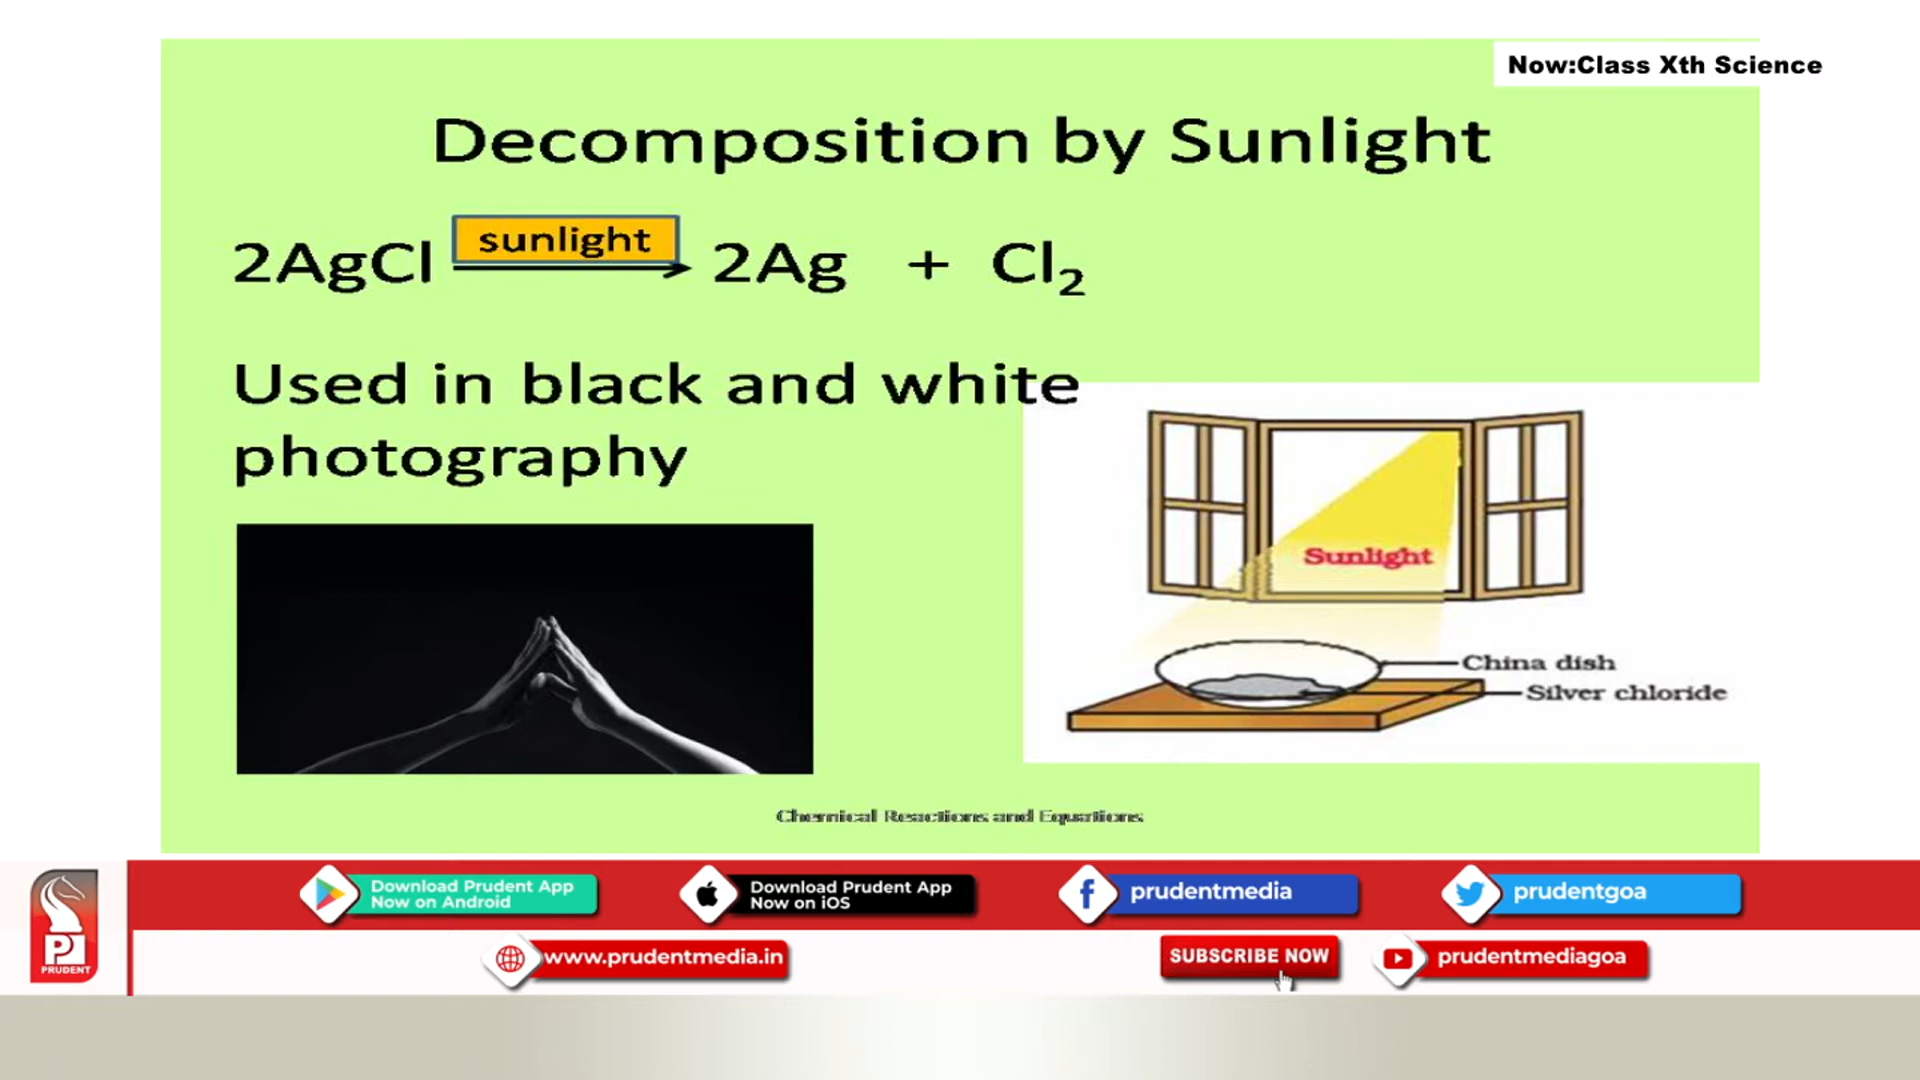 Now:Class Xth Science
Decomposition by Sunlight
2AgCl sunlight 2Ag + Cl₂
Used in black and white
photography
Sunlight
China dish
Silver chloride
Chemical Reactions and Equations
Download Prudent App
Now on Android
Download Prudent App
Now on iOS
prudentmedia
prudentgoa
PRUDENT
www.prudentmedia.in
SUBSCRIBE NOW
prudentmediagoa